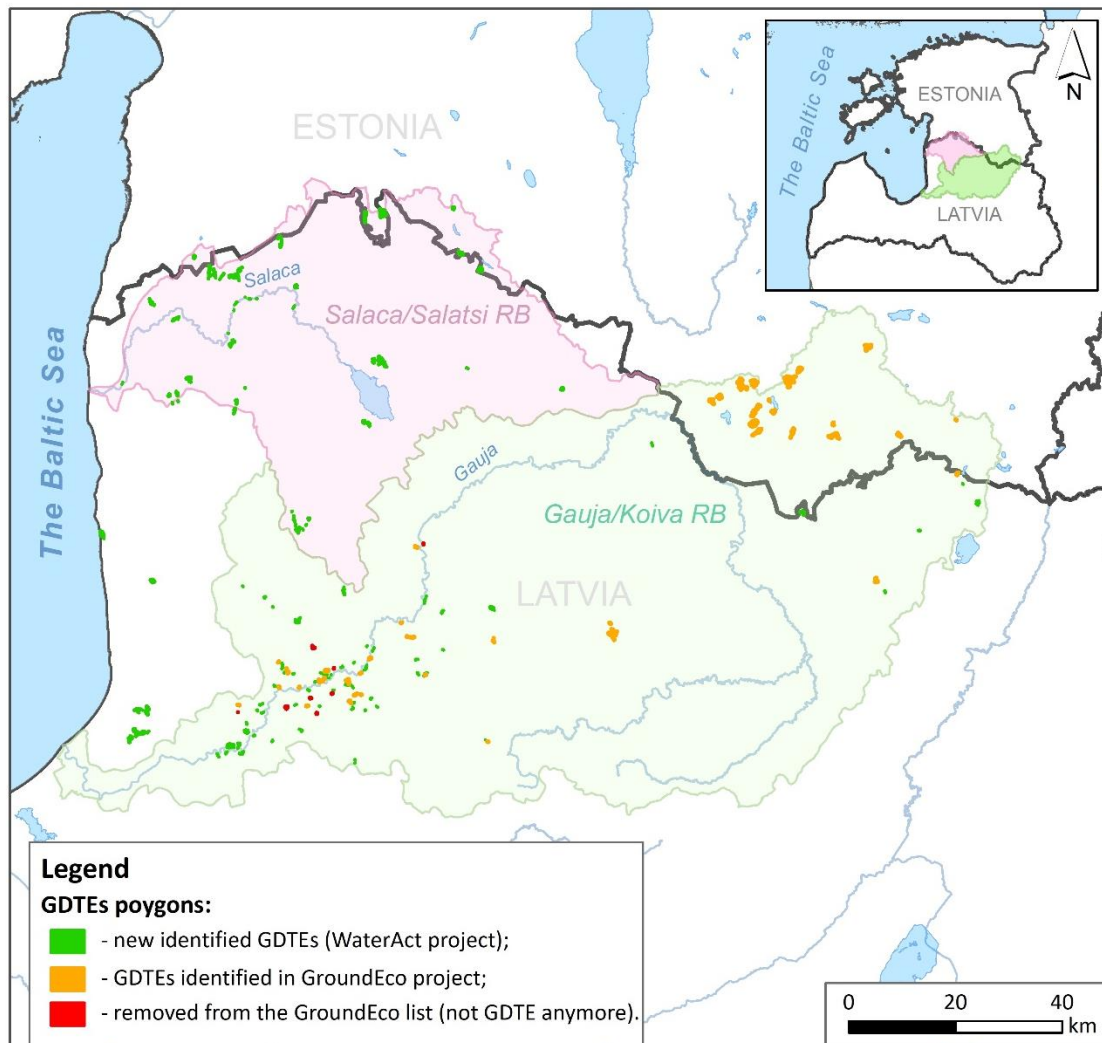 ESTONIA
The Baltic Sea
ESTONIA
LATVIA
N
Salaca
Salaca/Salatsi RB
The Baltic Sea
Gauja
Gauja/Koiva RB
LATVIA
Legend
GDTEs poygons:
- new identified GDTEs (WaterAct project);
- GDTEs identified in GroundEco project;
- removed from the GroundEco list (not GDTE anymore).
0 20 40
km